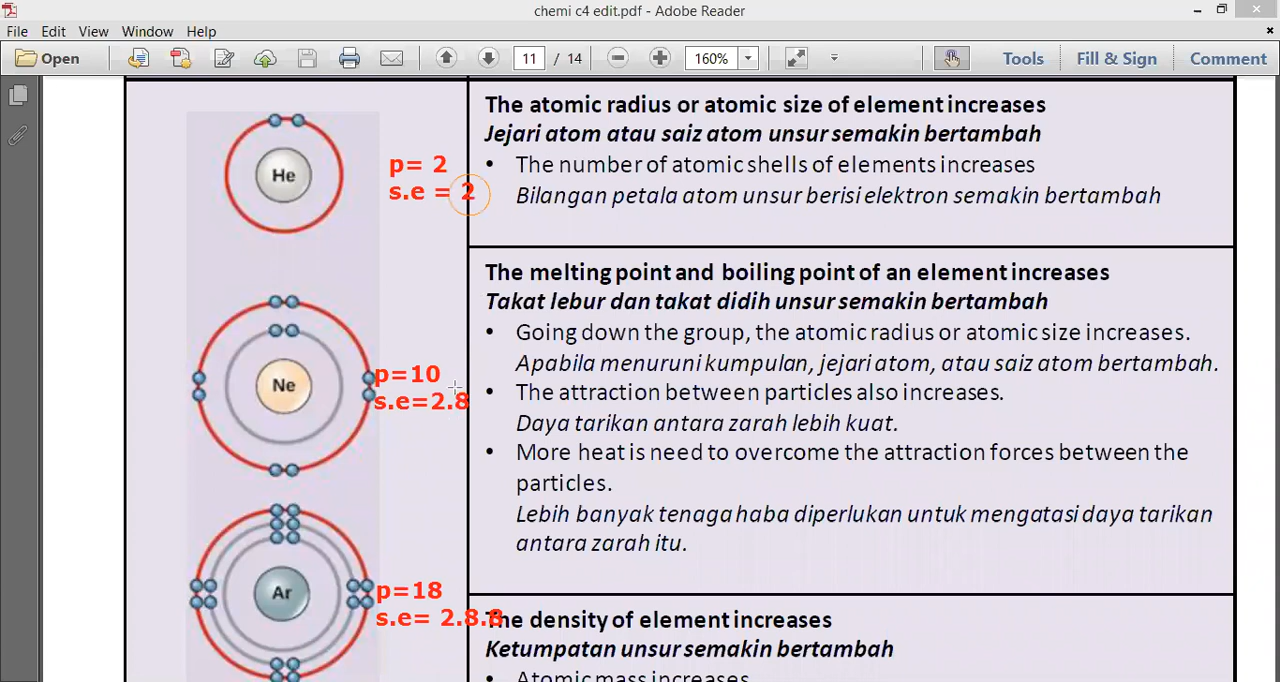 chemi c4 edit.pdf - Adobe Reader
File Edit View Window Help
Open 11 / 14 160% Tools Fill & Sign Comment
He
p= 2
s.e = 2
Ne
p=10
s.e=2.8
Ar
p=18
s.e= 2.8.8
The atomic radius or atomic size of element increases
Jejari atom atau saiz atom unsur semakin bertambah
• The number of atomic shells of elements increases
Bilangan petala atom unsur berisi elektron semakin bertambah
The melting point and boiling point of an element increases
Takat lebur dan takat didih unsur semakin bertambah
• Going down the group, the atomic radius or atomic size increases.
Apabila menuruni kumpulan, jejari atom, atau saiz atom bertambah.
• The attraction between particles also increases.
Daya tarikan antara zarah lebih kuat.
• More heat is need to overcome the attraction forces between the
particles.
Lebih banyak tenaga haba diperlukan untuk mengatasi daya tarikan
antara zarah itu.
The density of element increases
Ketumpatan unsur semakin bertambah
• Atomic mass increases